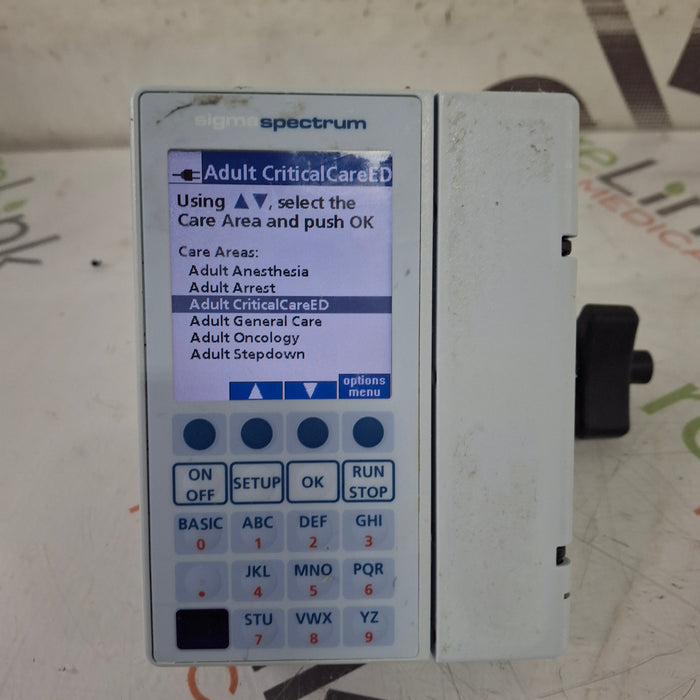 sigmaspectrum
Adult CriticalCareED
Using ▲▼, select the
Care Area and push OK
Care Areas:
Adult Anesthesia
Adult Arrest
Adult CriticalCareED
Adult General Care
Adult Oncology
Adult Stepdown
options
menu
ON
OFF
SETUP
OK
RUN
STOP
BASIC
0
ABC
1
DEF
2
GHI
3
.
JKL
4
MNO
5
PQR
6
STU
7
VWX
8
YZ
9